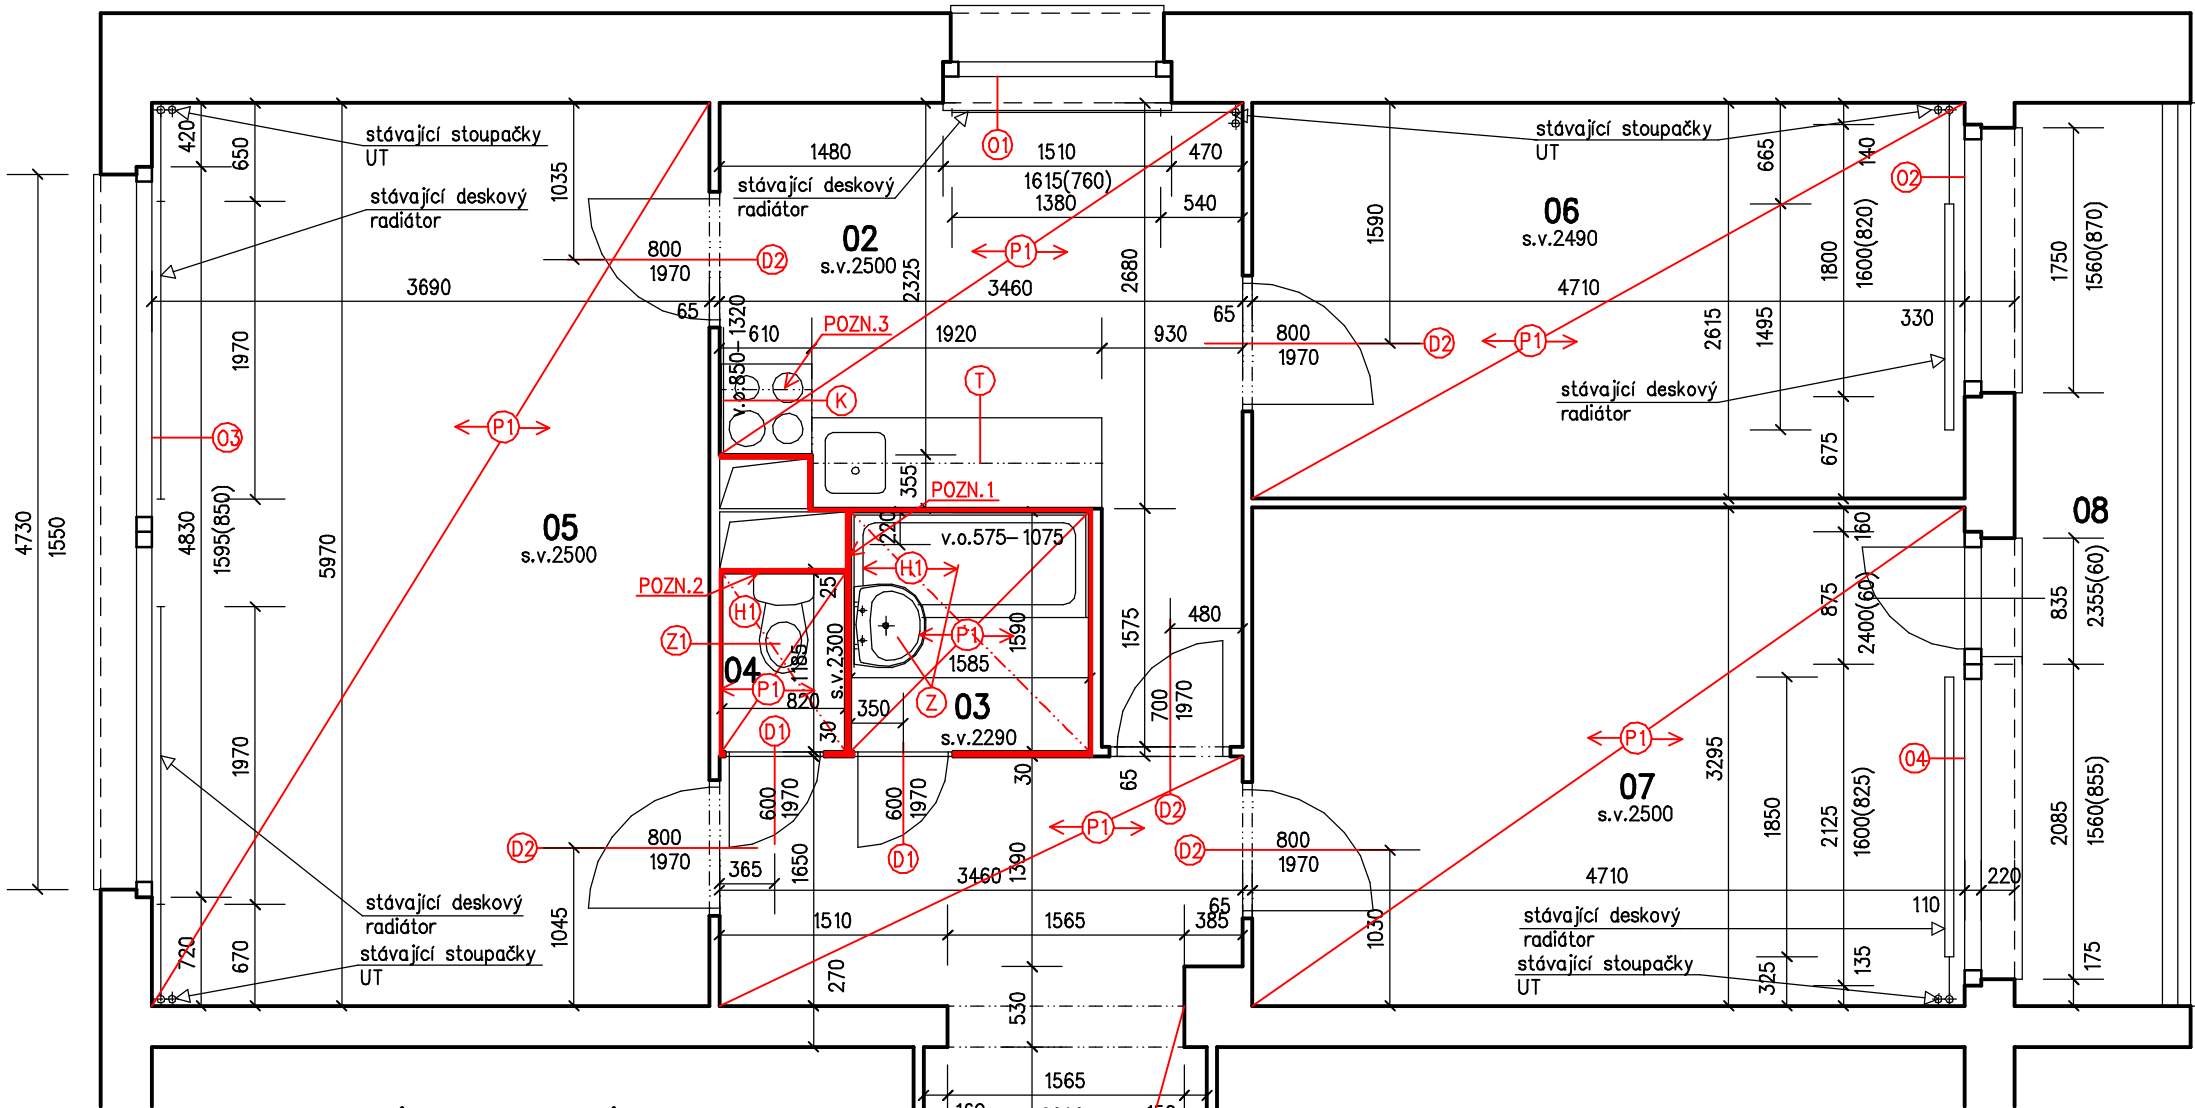 stávající stoupačky
UT
stávající deskový
radiátor
420
650
1035
1480
1510
470
1615(760)
1380
540
stávající deskový
radiátor
O1
02
s.v.2500
P1
2325
2680
3460
800
1970
D2
65
3690
65
610
1920
930
POZN.3
v.o.850-1320
K
T
stávající stoupačky
UT
665
140
O2
06
s.v.2490
1590
1800
1600(820)
1750
1560(870)
4710
330
800
1970
D2
P1
2615
1495
stávající deskový
radiátor
675
4730
1550
O3
P1
1970
4830
1595(850)
5970
05
s.v.2500
355
POZN.1
220
v.o.575-1075
H1
POZN.2
25
H1
Z1
04
1185
s.v.2300
P1
820
30
D1
1590
P1
1585
350
Z
03
s.v.2290
30
1575
480
700
1970
65
D2
08
160
875
2400(60)
835
2355(60)
P1
O4
07
s.v.2500
3295
1850
2125
1600(825)
2085
1560(855)
1970
600
1970
600
1970
D1
D2
800
1970
365
1650
1390
3460
P1
D2
800
1970
65
4710
220
110
stávající deskový
radiátor
stávající stoupačky
UT
720
670
1045
1510
1565
385
270
530
1030
stávající deskový
radiátor
stávající stoupačky
UT
325
135
175
1565